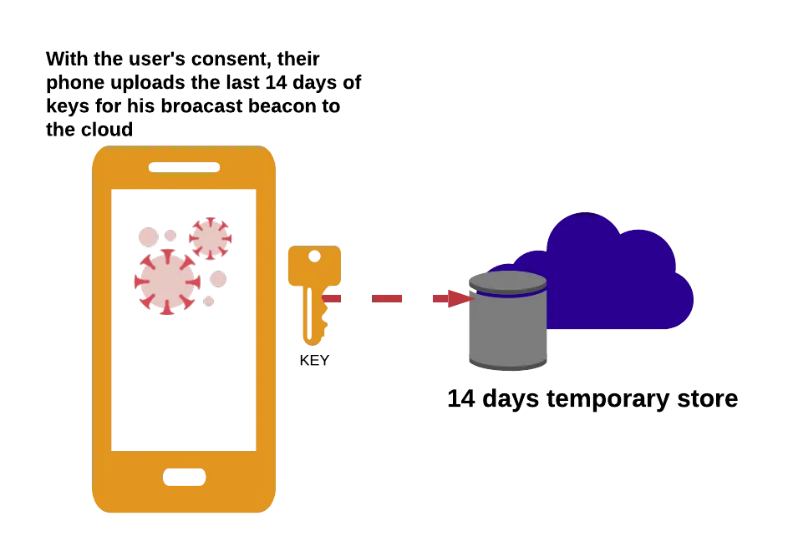 With the user's consent, their
phone uploads the last 14 days of
keys for his broacast beacon to
the cloud
KEY
14 days temporary store